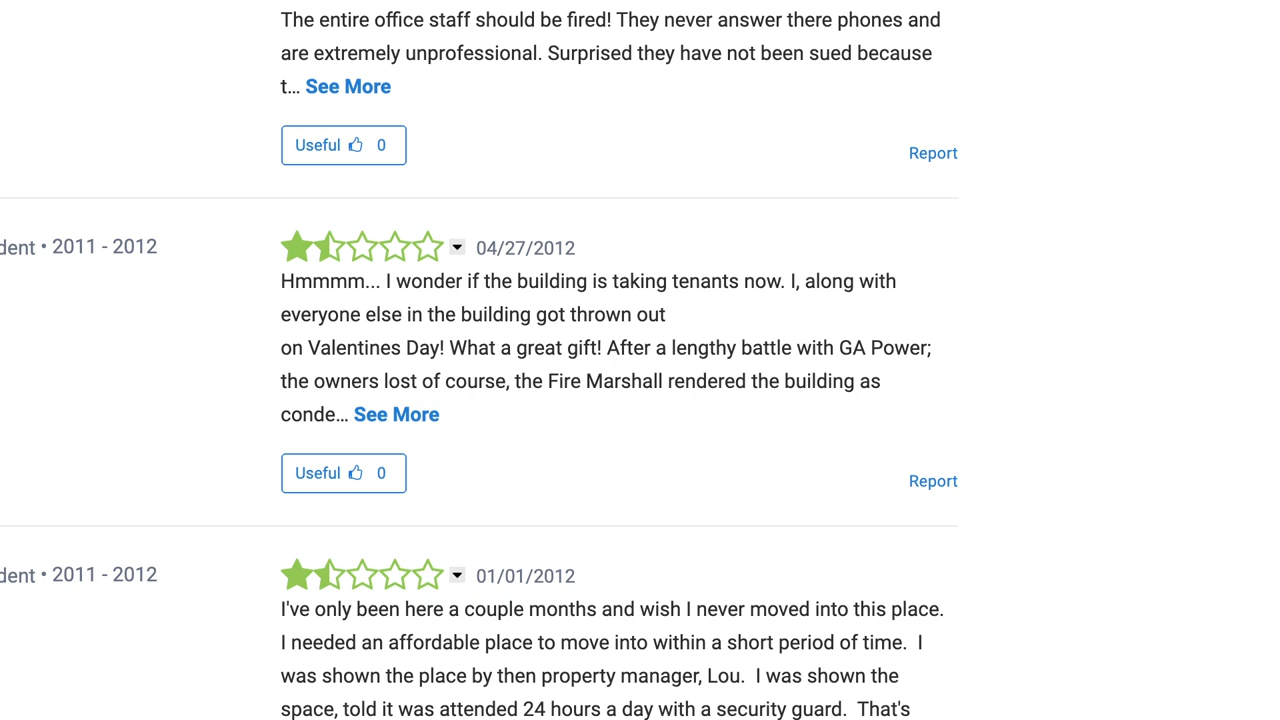 The entire office staff should be fired! They never answer there phones and
are extremely unprofessional. Surprised they have not been sued because
t... See More
Useful 0
Report
dent • 2011 - 2012
04/27/2012
Hmmmm... I wonder if the building is taking tenants now. I, along with
everyone else in the building got thrown out
on Valentines Day! What a great gift! After a lengthy battle with GA Power;
the owners lost of course, the Fire Marshall rendered the building as
conde... See More
Useful 0
Report
dent • 2011 - 2012
01/01/2012
I've only been here a couple months and wish I never moved into this place.
I needed an affordable place to move into within a short period of time.  I
was shown the place by then property manager, Lou.  I was shown the
space, told it was attended 24 hours a day with a security guard.  That's